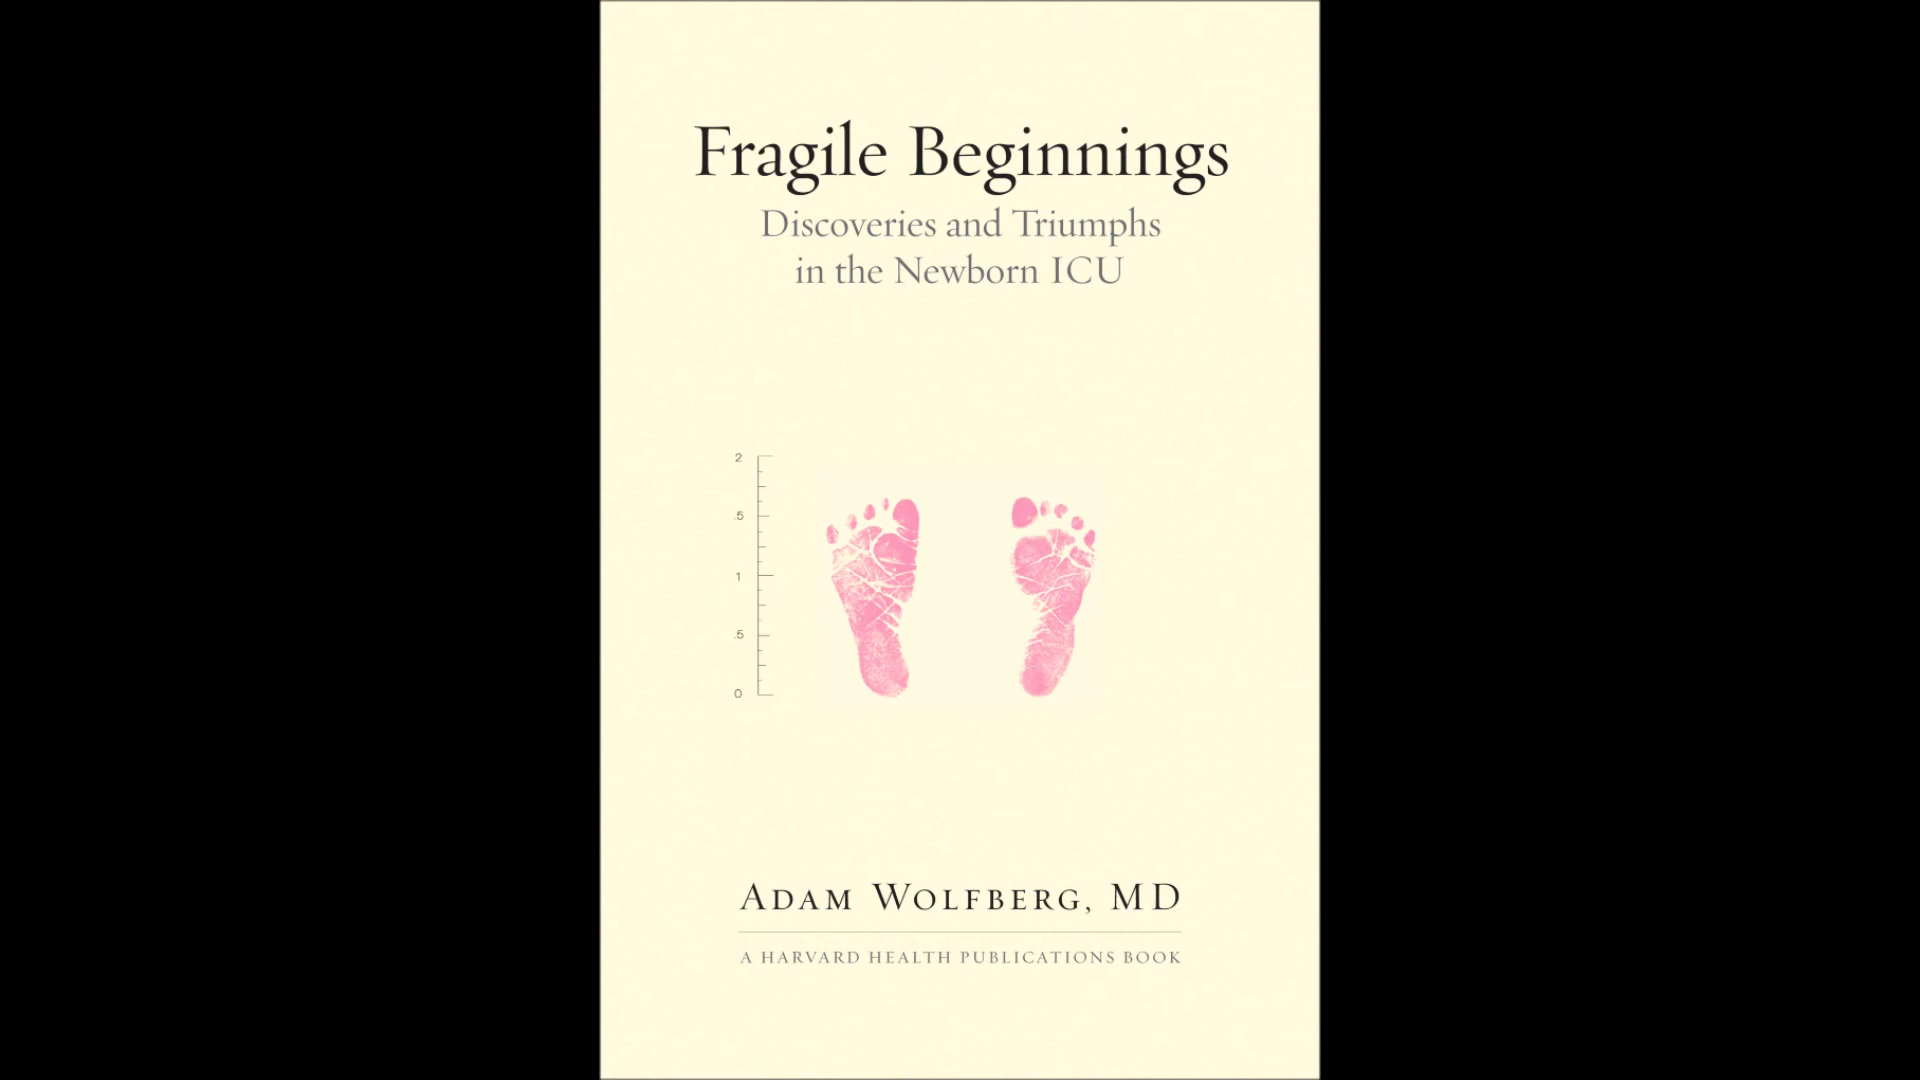 Fragile Beginnings
Discoveries and Triumphs
in the Newborn ICU
2
.5
1
.5
0
ADAM WOLFBERG, MD
A HARVARD HEALTH PUBLICATIONS BOOK